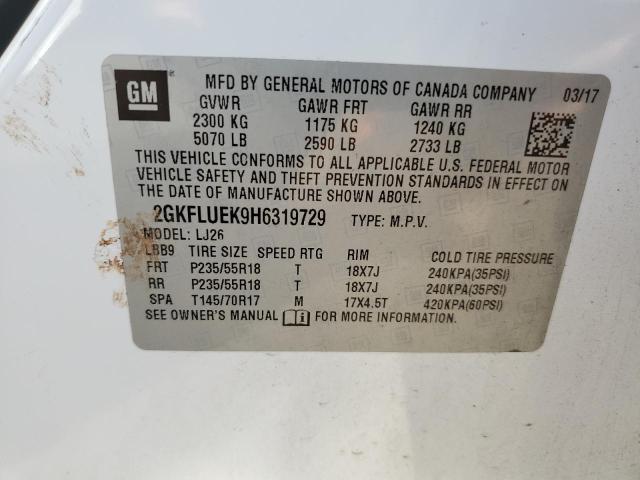 GM
MFD BY GENERAL MOTORS OF CANADA COMPANY 03/17
GVWR GAWR FRT GAWR RR
2300 KG 1175 KG 1240 KG
5070 LB 2590 LB 2733 LB
THIS VEHICLE CONFORMS TO ALL APPLICABLE U.S. FEDERAL MOTOR
VEHICLE SAFETY AND THEFT PREVENTION STANDARDS IN EFFECT ON
THE DATE OF MANUFACTURE SHOWN ABOVE.
2GKFLUEK9H6319729 TYPE: M.P.V.
MODEL: LJ26
LBB9 TIRE SIZE SPEED RTG RIM COLD TIRE PRESSURE
FRT P235/55R18 T 18X7J 240KPA(35PSI)
RR P235/55R18 T 18X7J 240KPA(35PSI)
SPA T145/70R17 M 17X4.5T 420KPA(60PSI)
SEE OWNER'S MANUAL FOR MORE INFORMATION.